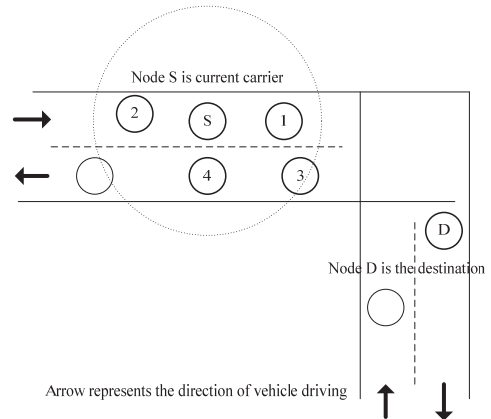 Node S is current carrier
2
S
1
4
3
D
Node D is the destination
Arrow represents the direction of vehicle driving